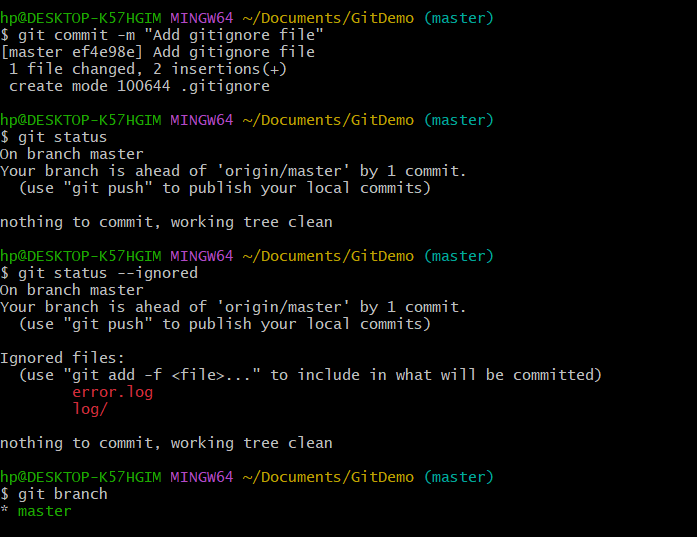 hp@DESKTOP-K57HGIM MINGW64 ~/Documents/GitDemo (master)
$ git commit -m "Add gitignore file"
[master ef4e98e] Add gitignore file
 1 file changed, 2 insertions(+)
 create mode 100644 .gitignore

hp@DESKTOP-K57HGIM MINGW64 ~/Documents/GitDemo (master)
$ git status
On branch master
Your branch is ahead of 'origin/master' by 1 commit.
  (use "git push" to publish your local commits)

nothing to commit, working tree clean

hp@DESKTOP-K57HGIM MINGW64 ~/Documents/GitDemo (master)
$ git status --ignored
On branch master
Your branch is ahead of 'origin/master' by 1 commit.
  (use "git push" to publish your local commits)

Ignored files:
  (use "git add -f <file>..." to include in what will be committed)
        error.log
        log/

nothing to commit, working tree clean

hp@DESKTOP-K57HGIM MINGW64 ~/Documents/GitDemo (master)
$ git branch
* master